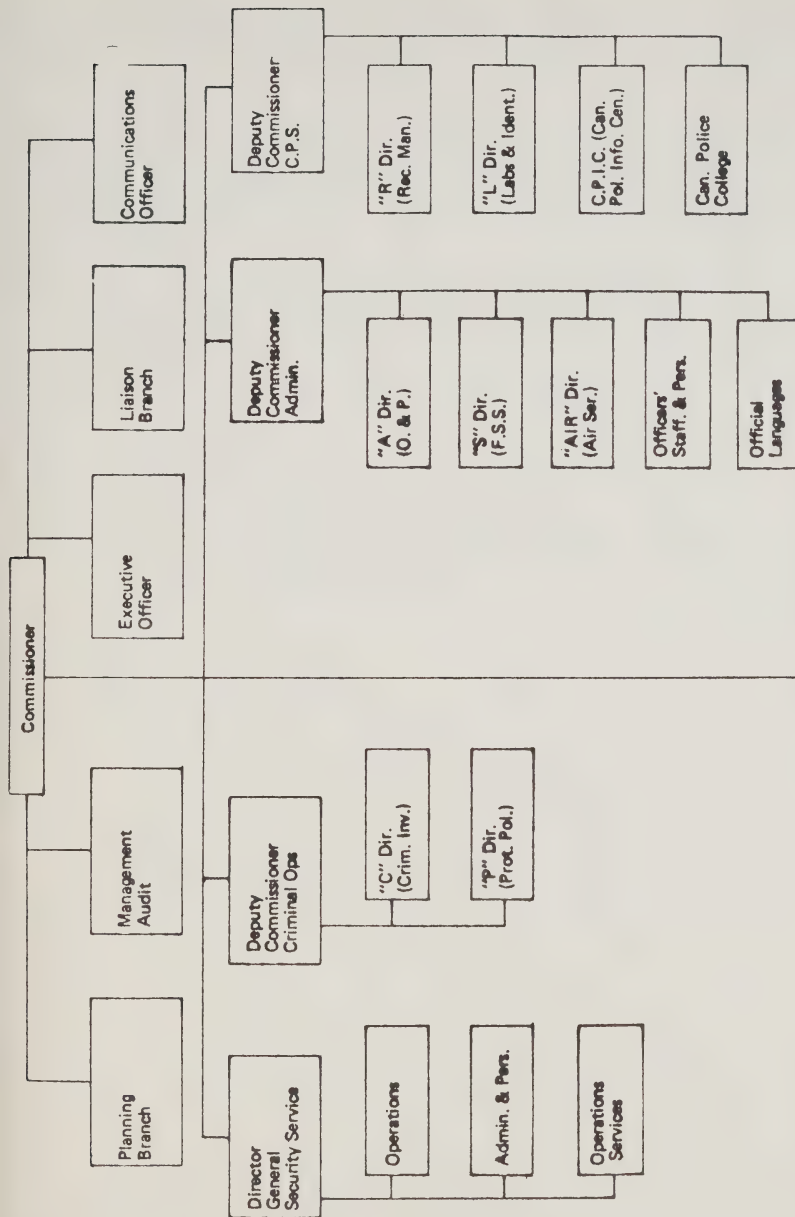 Commissioner
Planning
Branch
Management
Audit
Executive
Officer
Liaison
Branch
Communications
Officer
Director
General
Security Service
Deputy
Commissioner
Criminal Ops
Deputy
Commissioner
Admin.
Deputy
Commissioner
C.P.S.
Operations
Admin. & Pers.
Operations
Services
"C" Dir.
(Crim. Inv.)
"P" Dir.
(Prot. Pol.)
"A" Dir.
(O. & P.)
"S" Dir.
(F.S.S.)
"AIR" Dir.
(Air Ser.)
Officers'
Staff. & Pers.
Official
Languages
"R" Dir.
(Rec. Man.)
"L" Dir.
(Labs & Ident.)
C.P.I.C. (Can.
Pol. Info. Cen.)
Can. Police
College